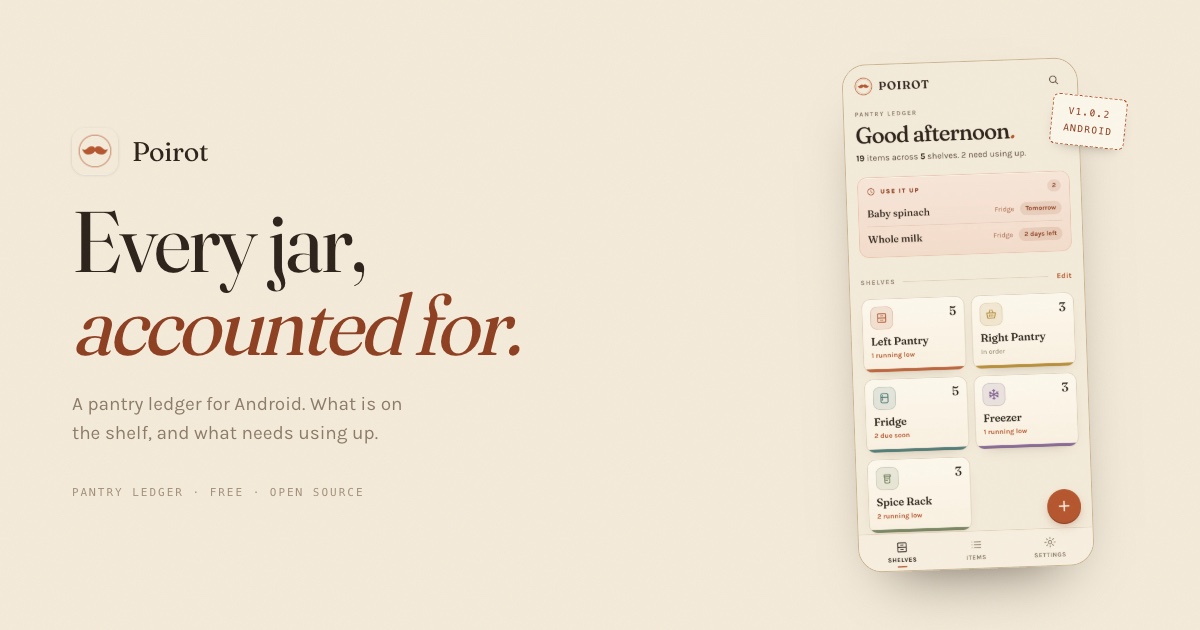 Poirot
Every jar,
accounted for.
A pantry ledger for Android. What is on
the shelf, and what needs using up.
PANTRY LEDGER · FREE · OPEN SOURCE
POIROT
V1.0.2
ANDROID
PANTRY LEDGER
Good afternoon.
19 items across 5 shelves. 2 need using up.
USE IT UP 2
Baby spinach Fridge Tomorrow
Whole milk Fridge 2 days left
SHELVES Edit
5
Left Pantry
1 running low
3
Right Pantry
In order
5
Fridge
2 due soon
3
Freezer
1 running low
3
Spice Rack
2 running low
+
SHELVES ITEMS SETTINGS